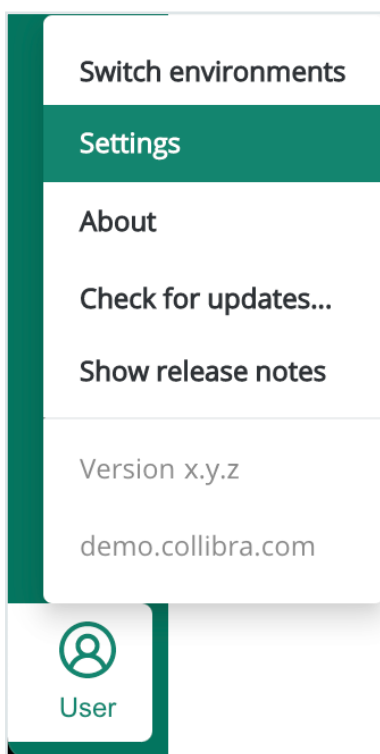 Switch environments
Settings
About
Check for updates...
Show release notes
Version x.y.z
demo.collibra.com
User